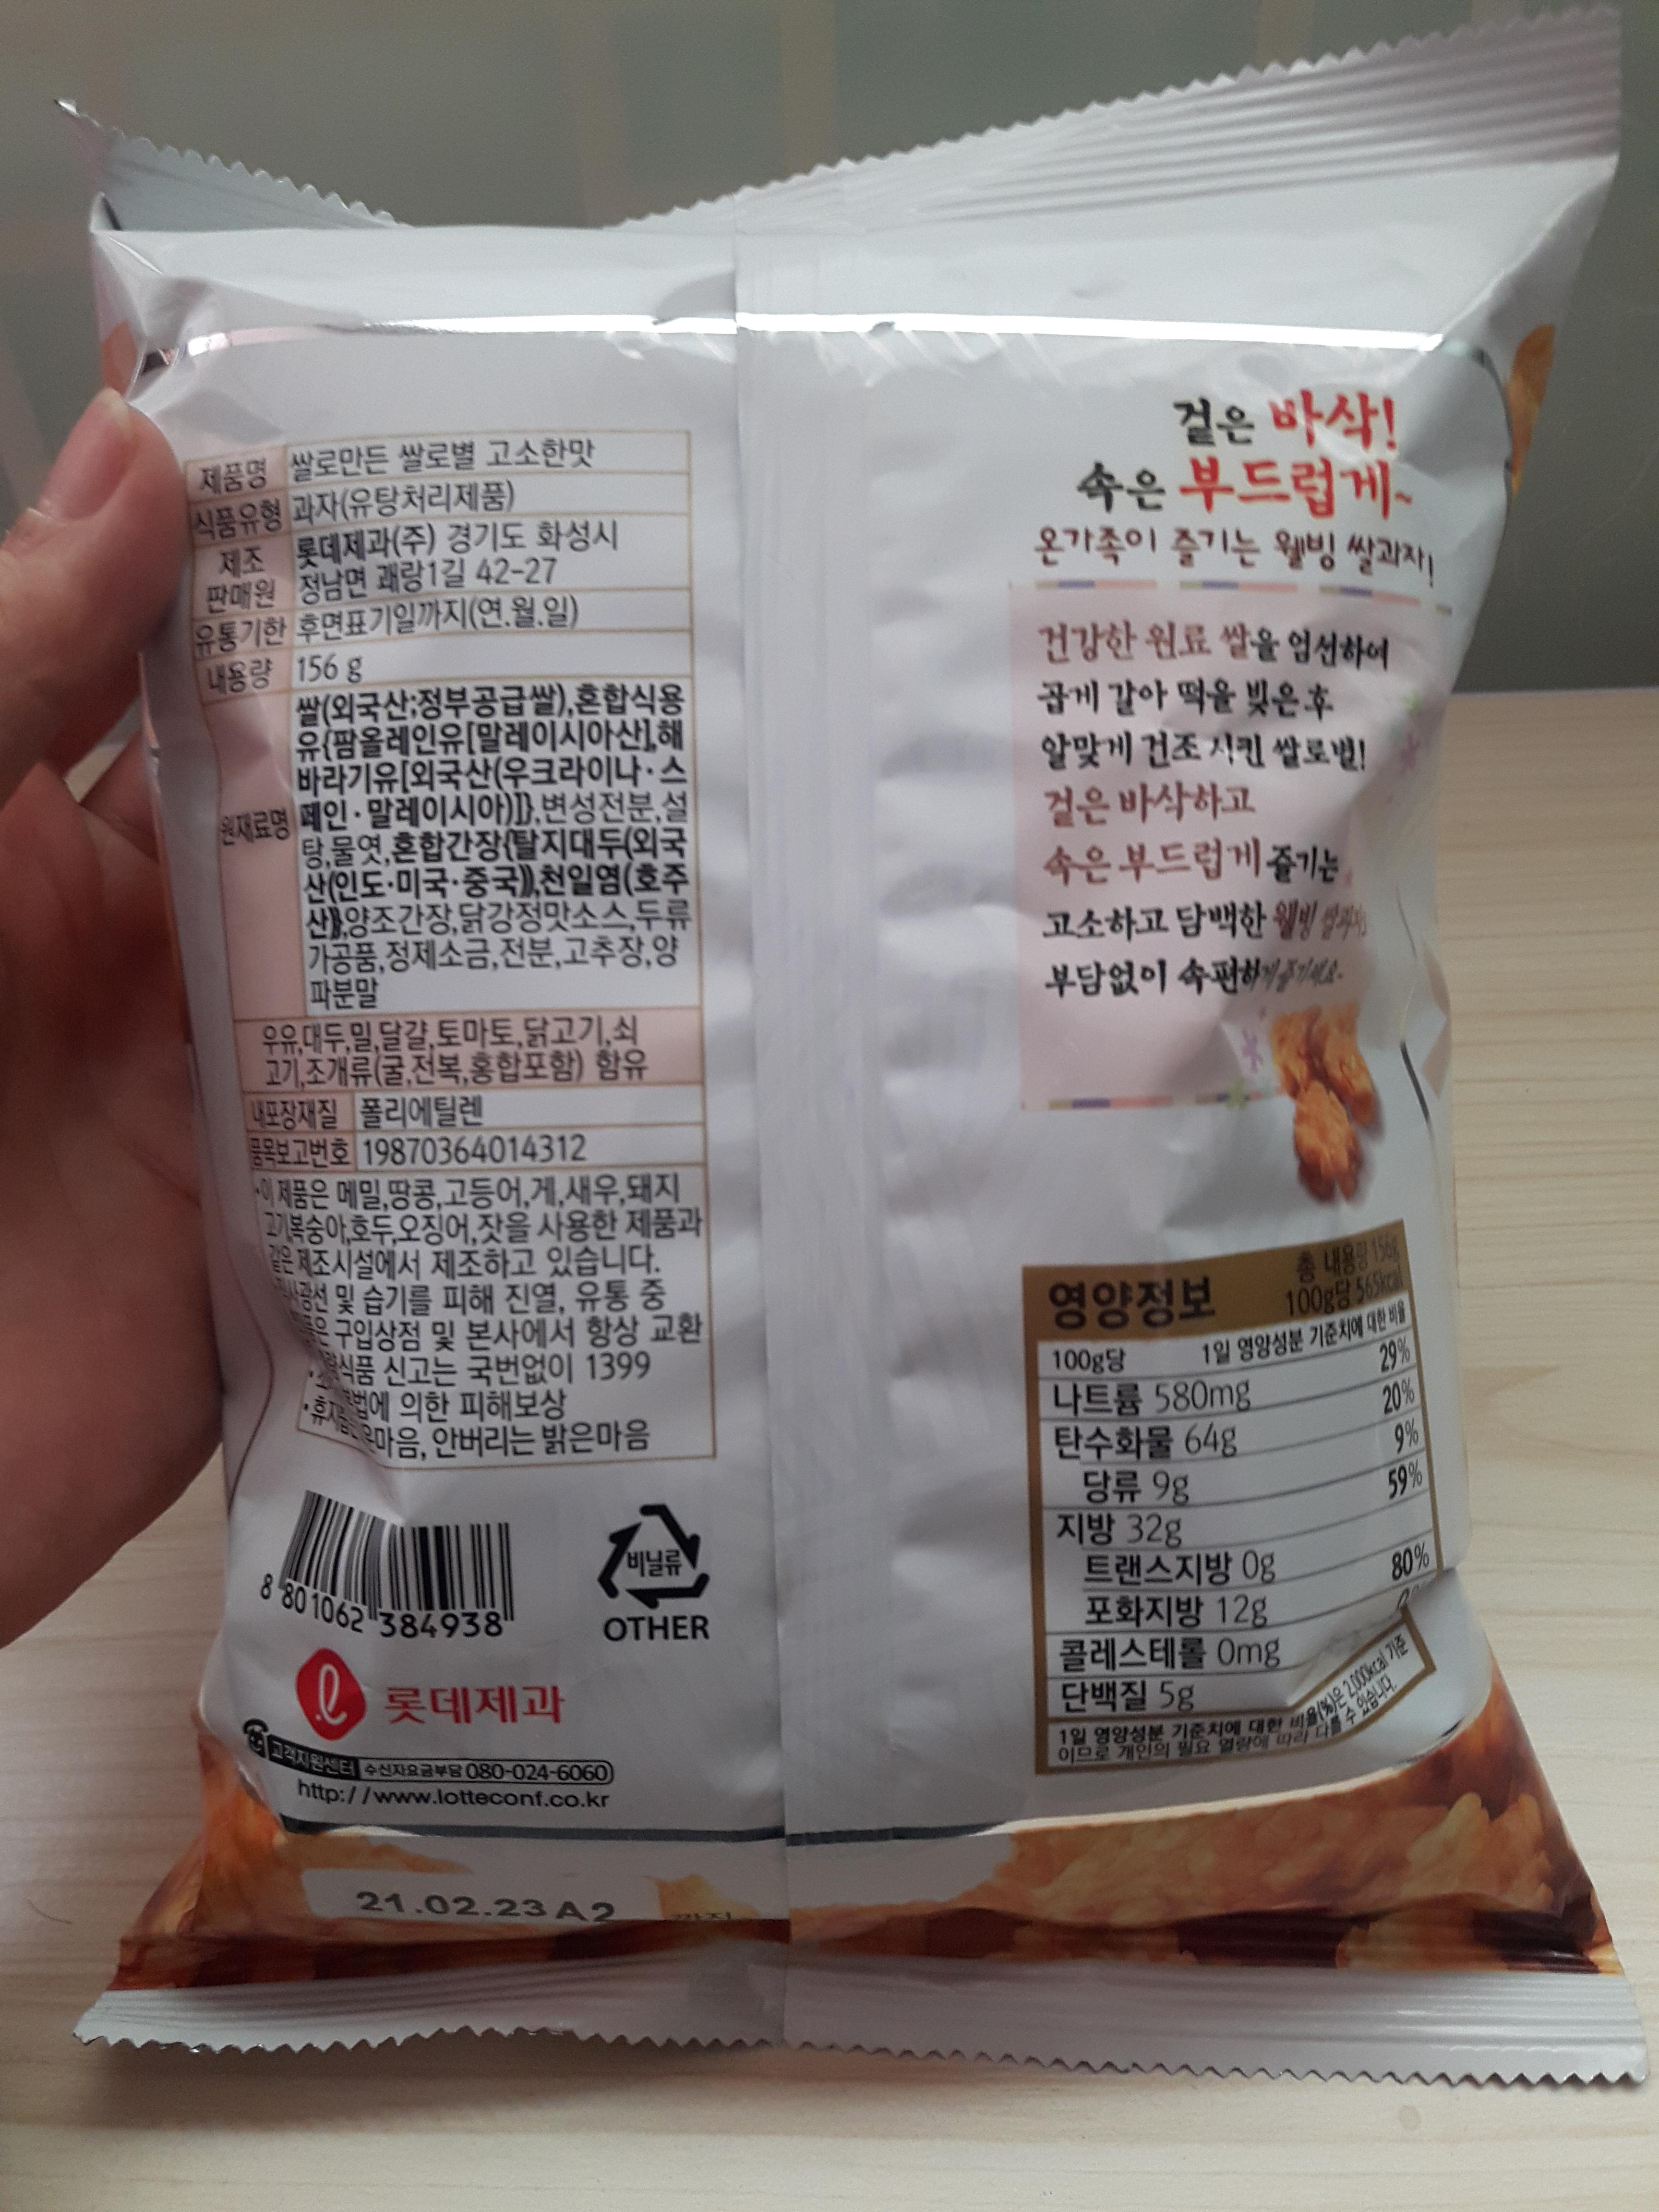 제품명 쌀로만든 쌀로별 고소한맛
식품유형 과자(유탕처리제품)
제조 판매원 롯데제과(주) 경기도 화성시
정남면 괘랑1길 42-27
유통기한 후면표기일까지(연.월.일)
내용량 156 g
원재료명
쌀(외국산;정부공급쌀),혼합식용
유{팜올레인유[말레이시아산],해
바라기유[외국산(우크라이나·스
페인·말레이시아)]},변성전분,설
탕,물엿,혼합간장{탈지대두(외국
산(인도·미국·중국)),천일염(호주
산)},양조간장,닭강정맛소스,두류
가공품,정제소금,전분,고추장,양
파분말
우유,대두,밀,달걀,토마토,닭고기,쇠
고기,조개류(굴,전복,홍합포함) 함유
내포장재질 폴리에틸렌
품목보고번호 19870364014312
•이 제품은 메밀,땅콩,고등어,게,새우,돼지
고기,복숭아,호두,오징어,잣을 사용한 제품과
같은 제조시설에서 제조하고 있습니다.
및 습기를 피해 진열, 유통 중
구입상점 및 본사에서 항상 교환
신고는 국번없이 1399
의한 피해보상
안버리는 밝은마음
8 801062 384938
비닐류
OTHER
롯데제과
고객지원센터 수신자요금부담 080-024-6060
http://www.lotteconf.co.kr
21.02.23 A2
까지
겉은 바삭!
속은 부드럽게~
온가족이 즐기는 웰빙 쌀과자!
건강한 원료 쌀을 엄선하여
곱게 갈아 떡을 빚은 후
알맞게 건조 시킨 쌀로별!
겉은 바삭하고
속은 부드럽게 즐기는
고소하고 담백한 웰빙 쌀과자
부담없이 속편하게 즐기세요.
영양정보 총 내용량 156g
100g당 565kcal
100g당 1일 영양성분 기준치에 대한 비율
나트륨 580mg 29%
탄수화물 64g 20%
당류 9g 9%
지방 32g 59%
트랜스지방 0g
포화지방 12g 80%
콜레스테롤 0mg
단백질 5g
1일 영양성분 기준치에 대한 비율(%)은 2,000kcal 기준
이므로 개인의 필요 열량에 따라 다를 수 있습니다.